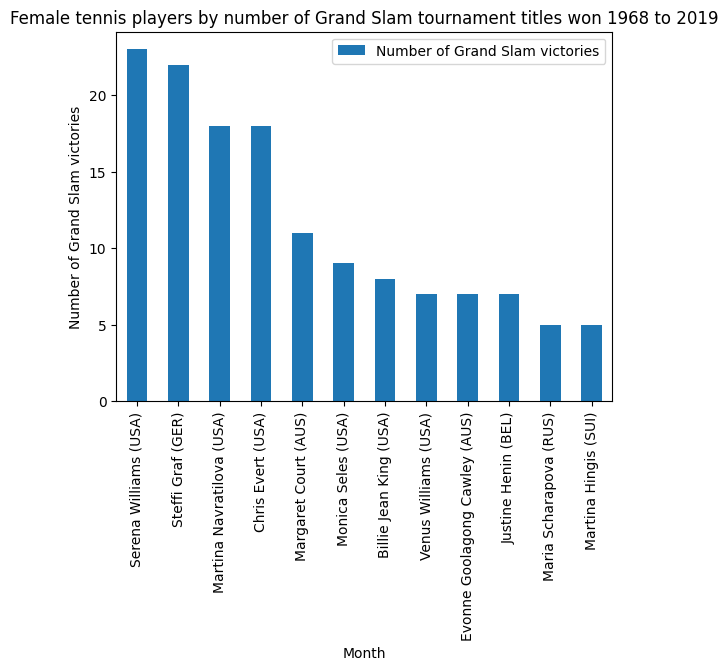 Female tennis players by number of Grand Slam tournament titles won 1968 to 2019
Number of Grand Slam victories
Number of Grand Slam victories
20
15
10
5
0
Serena Williams (USA)
Steffi Graf (GER)
Martina Navratilova (USA)
Chris Evert (USA)
Margaret Court (AUS)
Monica Seles (USA)
Billie Jean King (USA)
Venus Williams (USA)
Evonne Goolagong Cawley (AUS)
Justine Henin (BEL)
Maria Scharapova (RUS)
Martina Hingis (SUI)
Month